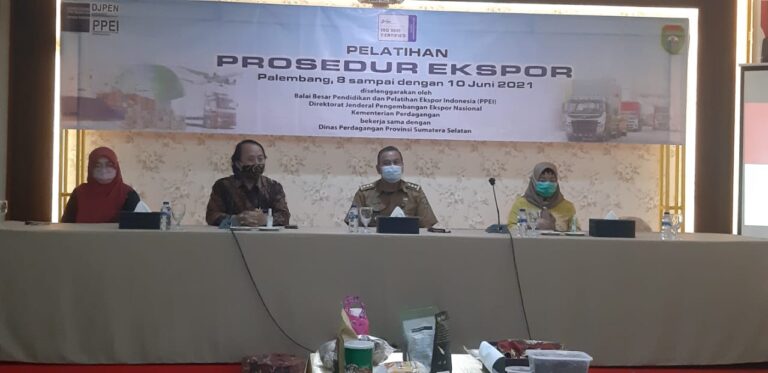 DJPEN
PPEI
ISO 9001
CERTIFIED
PELATIHAN
PROSEDUR EKSPOR
Palembang, 8 sampai dengan 10 Juni 2021
diselenggarakan oleh
Balai Besar Pendidikan dan Pelatihan Ekspor Indonesia (PPEI)
Direktorat Jenderal Pengembangan Ekspor Nasional
Kementerian Perdagangan
bekerja sama dengan
Dinas Perdagangan Provinsi Sumatera Selatan